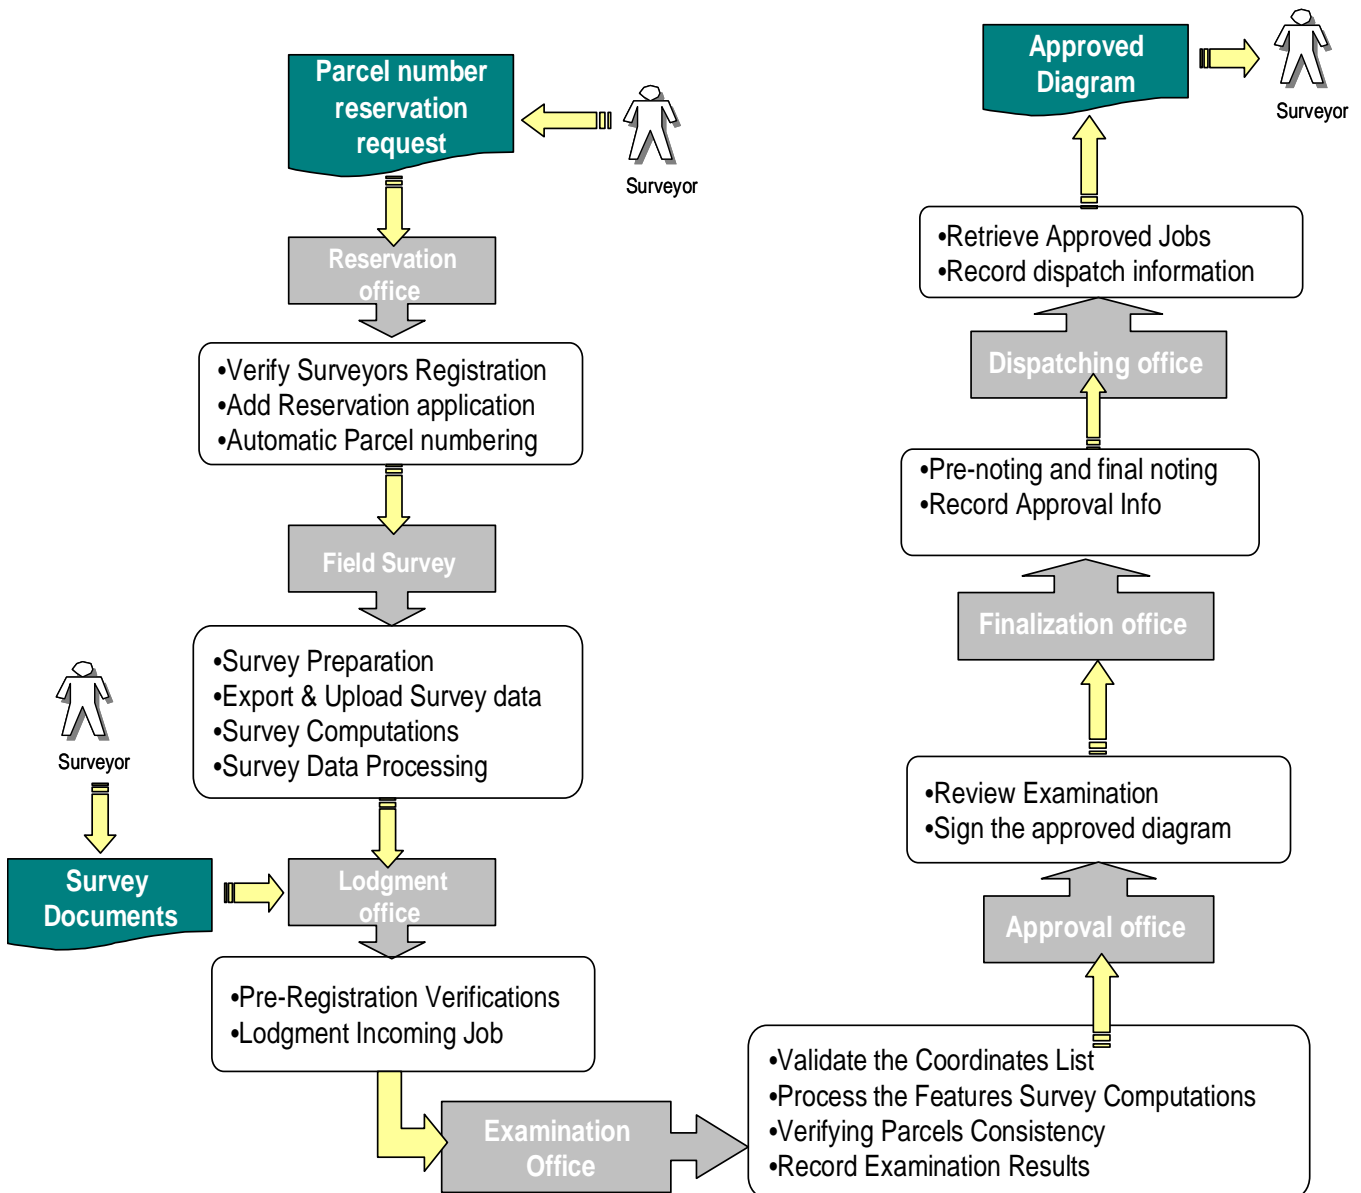 Parcel number
reservation
request
Surveyor
Reservation
office
•Verify Surveyors Registration
•Add Reservation application
•Automatic Parcel numbering
Field Survey
•Survey Preparation
•Export & Upload Survey data
•Survey Computations
•Survey Data Processing
Surveyor
Survey
Documents
Lodgment
office
•Pre-Registration Verifications
•Lodgment Incoming Job
Examination
Office
•Validate the Coordinates List
•Process the Features Survey Computations
•Verifying Parcels Consistency
•Record Examination Results
Approval office
•Review Examination
•Sign the approved diagram
Finalization office
•Pre-noting and final noting
•Record Approval Info
Dispatching office
•Retrieve Approved Jobs
•Record dispatch information
Approved
Diagram
Surveyor